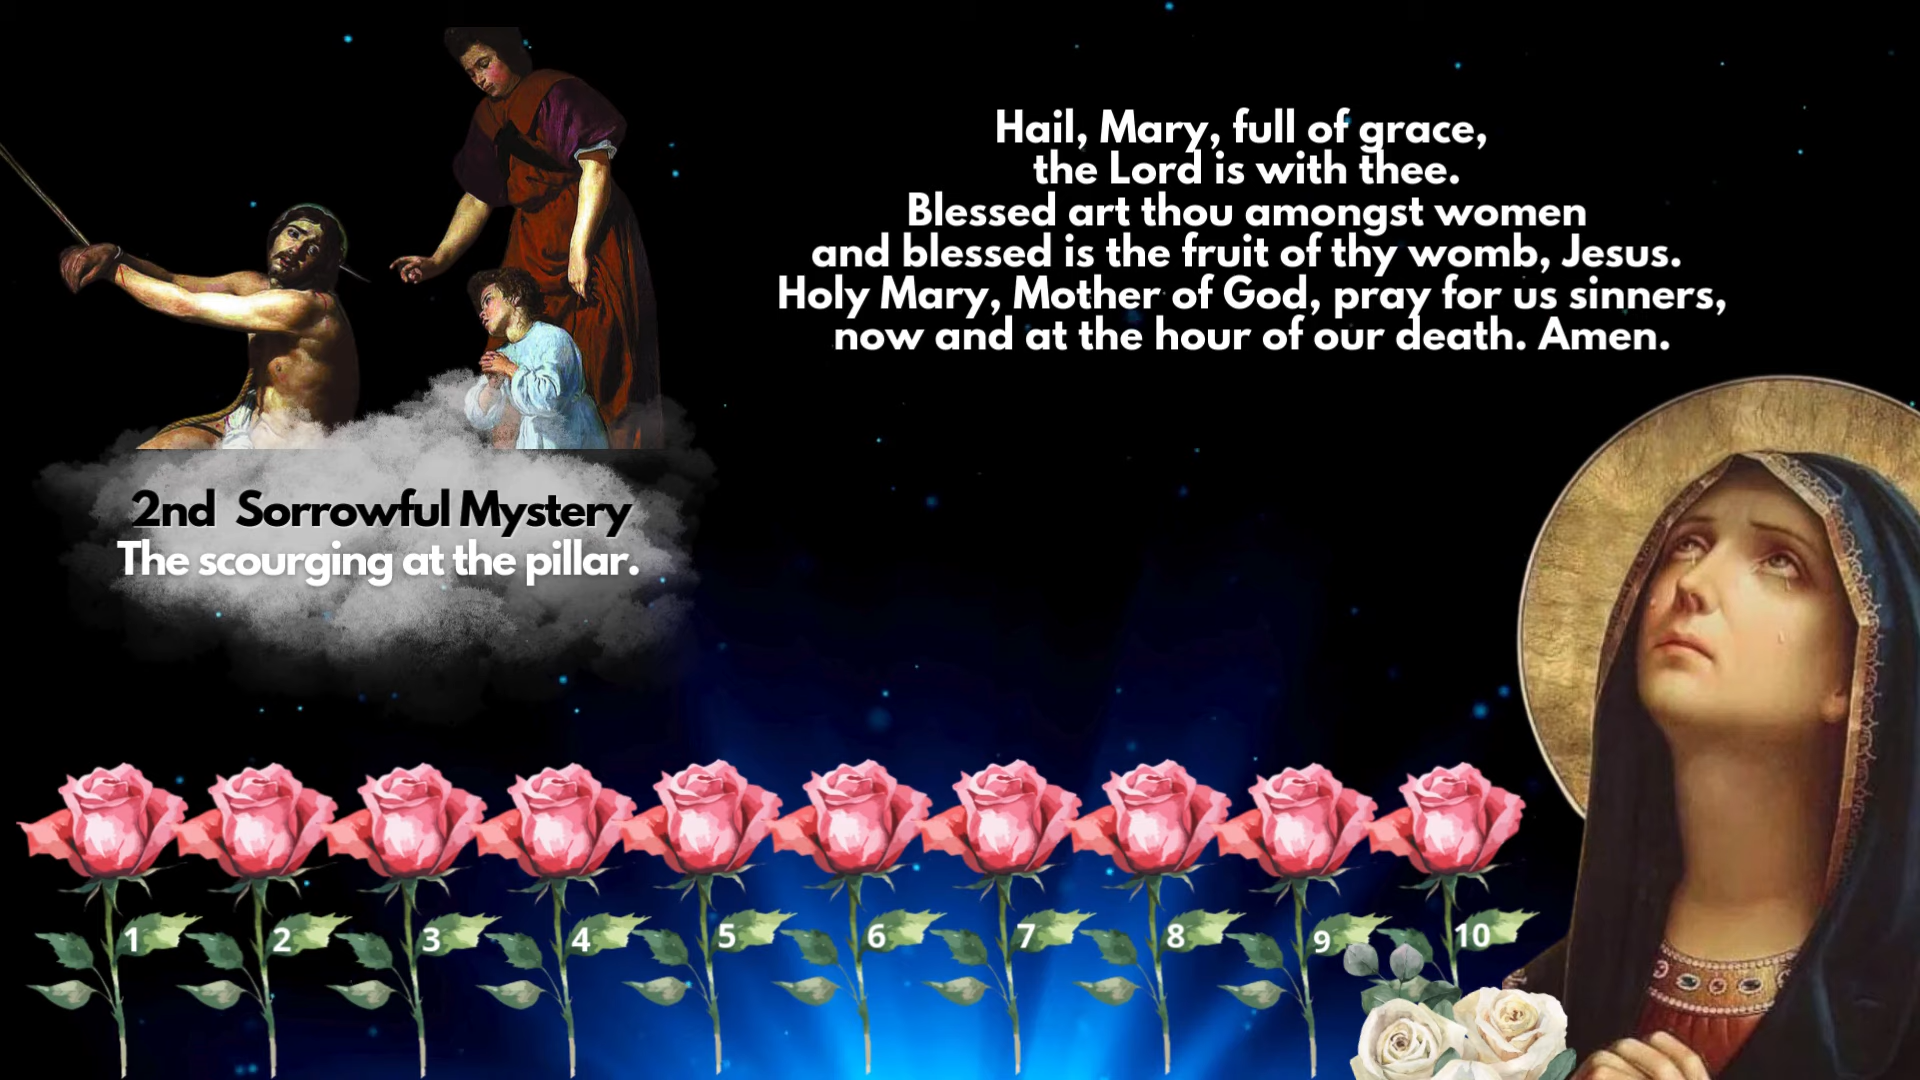 Hail, Mary, full of grace,
the Lord is with thee.
Blessed art thou amongst women
and blessed is the fruit of thy womb, Jesus.
Holy Mary, Mother of God, pray for us sinners,
now and at the hour of our death. Amen.
2nd Sorrowful Mystery
The scourging at the pillar.
1 2 3 4 5 6 7 8 9 10